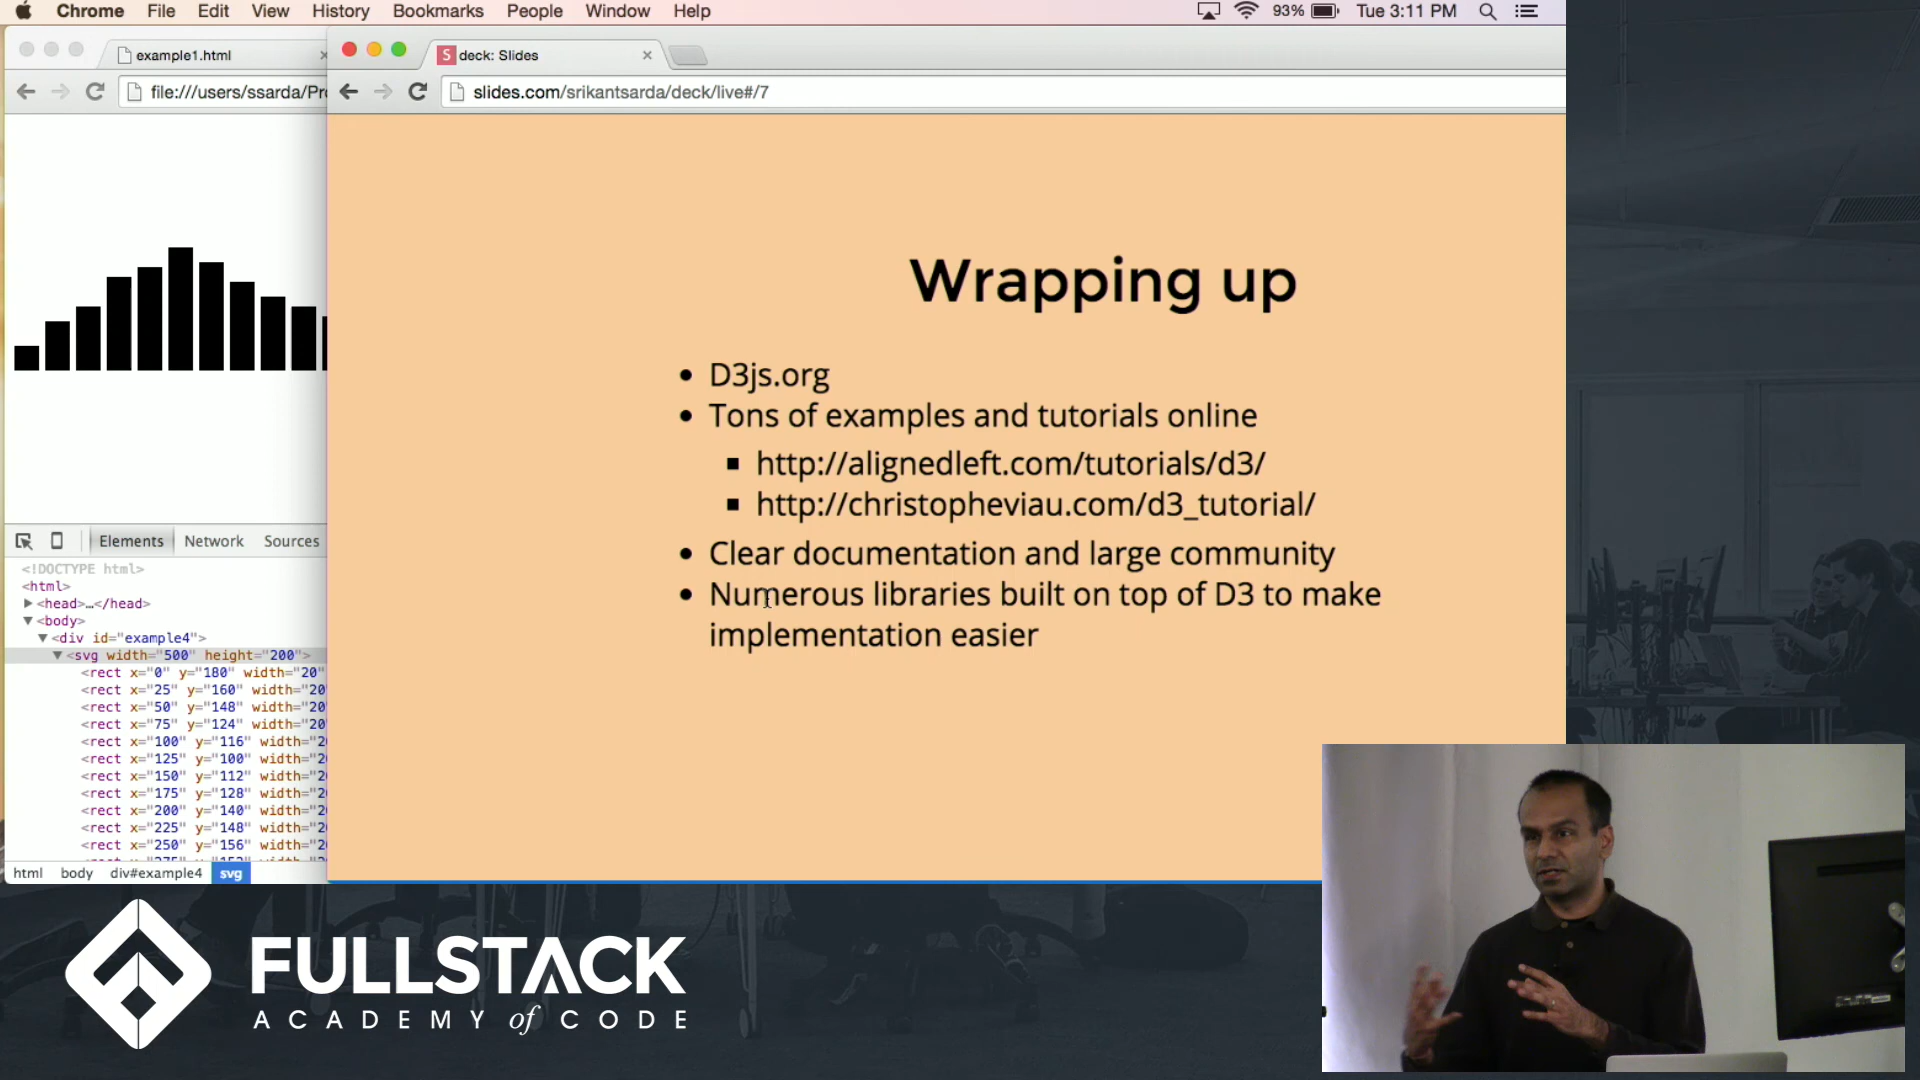 Chrome File Edit View History Bookmarks People Window Help 93% Tue 3:11 PM
example1.html
S deck: Slides
file:///users/ssarda/Pro
slides.com/srikantsarda/deck/live#/7
Wrapping up
D3js.org
Tons of examples and tutorials online
http://alignedleft.com/tutorials/d3/
http://christopheviau.com/d3_tutorial/
Clear documentation and large community
Numerous libraries built on top of D3 to make
implementation easier
Elements Network Sources
<!DOCTYPE html>
<html>
<head>…</head>
<body>
<div id="example4">
<svg width="500" height="200">
<rect x="0" y="180" width="20"
<rect x="25" y="160" width="20
<rect x="50" y="148" width="20
<rect x="75" y="124" width="20
<rect x="100" y="116" width="2
<rect x="125" y="100" width="2
<rect x="150" y="112" width="2
<rect x="175" y="128" width="2
<rect x="200" y="140" width="2
<rect x="225" y="148" width="2
<rect x="250" y="156" width="2
html body div#example4 svg
FULLSTACK
ACADEMY of CODE